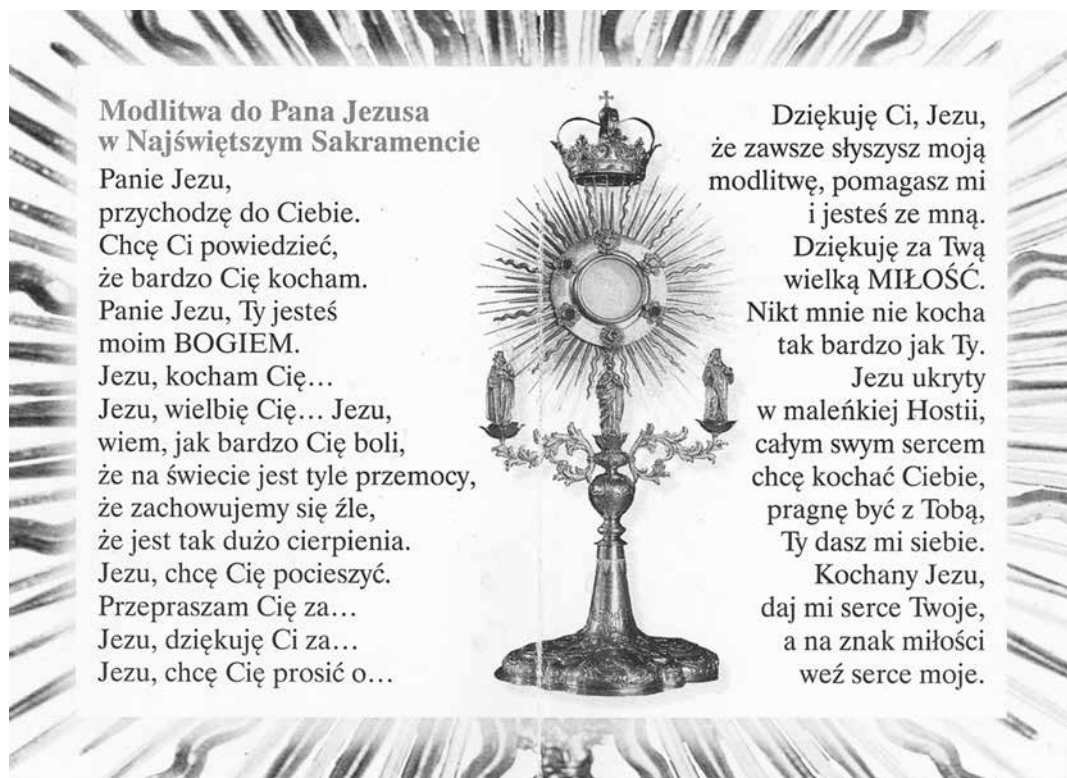 Modlitwa do Pana Jezusa
w Najświętszym Sakramencie
Panie Jezu,
przychodzę do Ciebie.
Chcę Ci powiedzieć,
że bardzo Cię kocham.
Panie Jezu, Ty jesteś
moim BOGIEM.
Jezu, kocham Cię…
Jezu, wielbię Cię… Jezu,
wiem, jak bardzo Cię boli,
że na świecie jest tyle przemocy,
że zachowujemy się źle,
że jest tak dużo cierpienia.
Jezu, chcę Cię pocieszyć.
Przepraszam Cię za…
Jezu, dziękuję Ci za…
Jezu, chcę Cię prosić o…
Dziękuję Ci, Jezu,
że zawsze słyszysz moją
modlitwę, pomagasz mi
i jesteś ze mną.
Dziękuję za Twą
wielką MIŁOŚĆ.
Nikt mnie nie kocha
tak bardzo jak Ty.
Jezu ukryty
w maleńkiej Hostii,
całym swym sercem
chcę kochać Ciebie,
pragnę być z Tobą,
Ty dasz mi siebie.
Kochany Jezu,
daj mi serce Twoje,
a na znak miłości
weź serce moje.